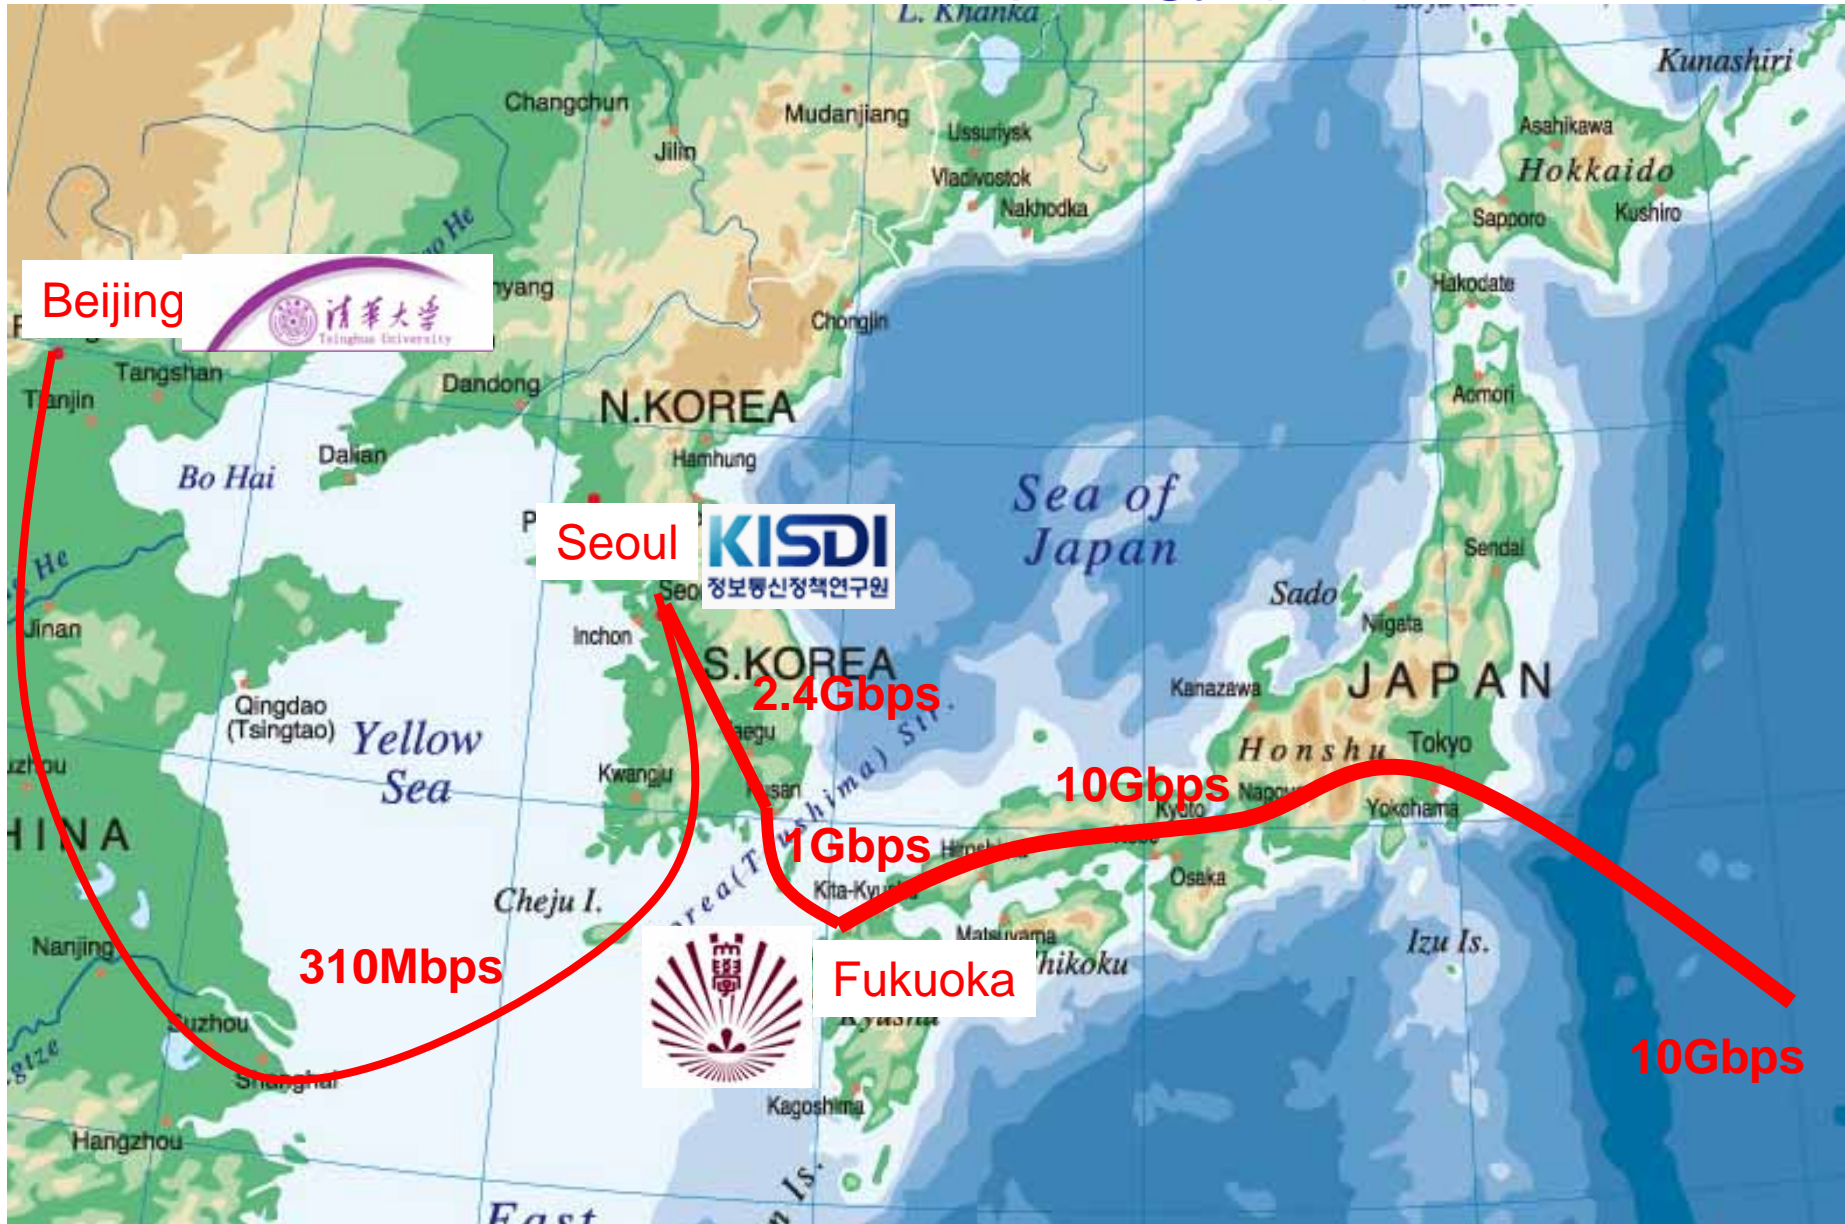 L. Khanka
Kunashiri
Changchun
Mudanjiang
Ussuriysk
Asahikawa
Jilin
Hokkaido
Vladivostok
Nakhodka
Sapporo
Kushiro
He
Beijing
清華大学
Tsinghua University
Hakodate
Chongjin
Tangshan
Dandong
Tianjin
N.KOREA
Aomori
Dalian
Hamhung
Bo Hai
Sea of
Japan
Seoul
KISDI
정보통신정책연구원
Sendai
He
Sado
Jinan
Inchon
Niigata
S.KOREA
2.4Gbps
Kanazawa
JAPAN
Qingdao
(Tsingtao)
Yellow
Sea
Honshu
Tokyo
Kwangju
10Gbps
Kyoto
Yokohama
1Gbps
Osaka
Cheju I.
Matsuyama
Izu Is.
Nanjing
310Mbps
Fukuoka
Suzhou
10Gbps
Shanghai
Kagoshima
Hangzhou
Is.
East